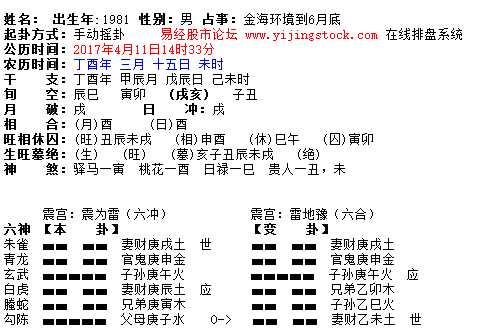 姓名： 出生年:1981 性别：男 占事：金海环境到6月底
起卦方式：手动摇卦 易经股市论坛 www.yijingstock.com 在线排盘系统
公历时间：2017年4月11日14时33分
农历时间：丁酉年 三月 十五日 未时
干 支：丁酉年 甲辰月 戊辰日 己未时
旬 空：辰巳 寅卯 (戌亥) 子丑
月 破：戌 日 冲：戌
相 合：(月)酉 (日)酉
旺相休囚：(旺)丑辰未戌 (相)申酉 (休)巳午 (囚)寅卯
生旺墓绝：(生) (旺) (墓)亥子丑辰未戌 (绝)
神 煞：驿马—寅 桃花—酉 日禄—巳 贵人—丑，未
震宫：震为雷（六冲） 震宫：雷地豫（六合）
六神 【本 卦】 【变 卦】
朱雀 妻财庚戌土 世 妻财庚戌土
青龙 官鬼庚申金 官鬼庚申金
玄武 子孙庚午火 子孙庚午火 应
白虎 妻财庚辰土 应 兄弟乙卯木
螣蛇 兄弟庚寅木 子孙乙巳火
勾陈 父母庚子水 O-> 妻财乙未土 世